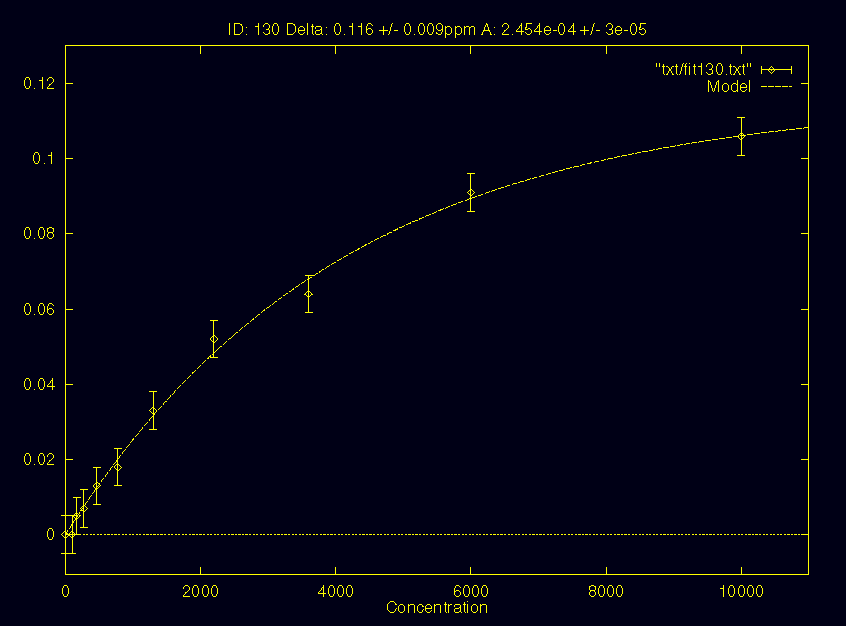 ID: 130 Delta: 0.116 +/- 0.009ppm A: 2.454e-04 +/- 3e-05
"txt/fit130.txt"
Model
0.12
0.1
0.08
0.06
0.04
0.02
0
0 2000 4000 6000 8000 10000
Concentration